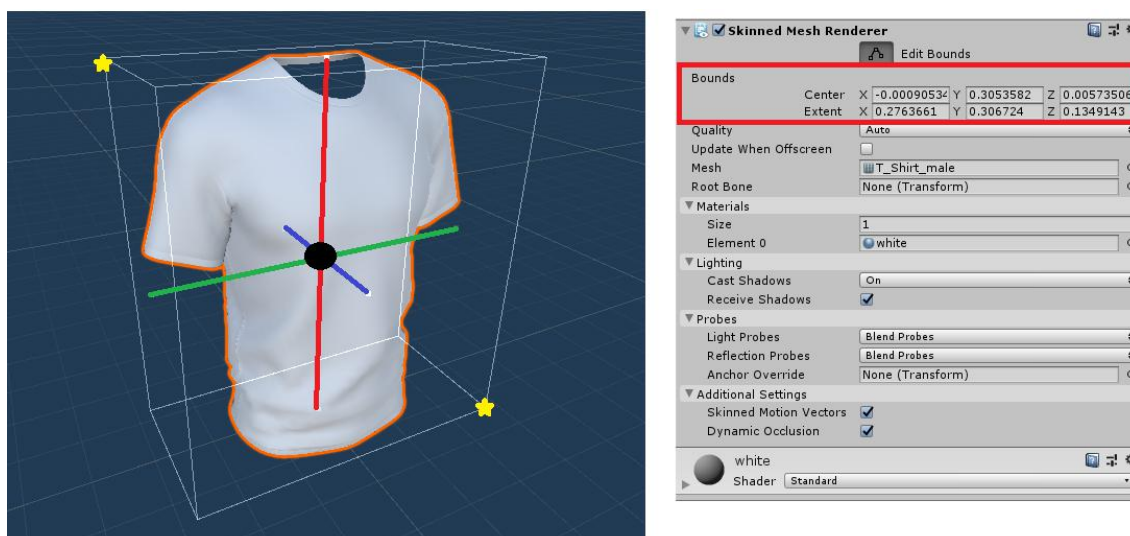 Skinned Mesh Renderer
Edit Bounds
Bounds
Center X -0.00090534 Y 0.3053582 Z 0.00573506
Extent X 0.2763661 Y 0.306724 Z 0.1349143
Quality Auto
Update When Offscreen
Mesh T_Shirt_male
Root Bone None (Transform)
Materials
Size 1
Element 0 white
Lighting
Cast Shadows On
Receive Shadows
Probes
Light Probes Blend Probes
Reflection Probes Blend Probes
Anchor Override None (Transform)
Additional Settings
Skinned Motion Vectors
Dynamic Occlusion
white
Shader Standard